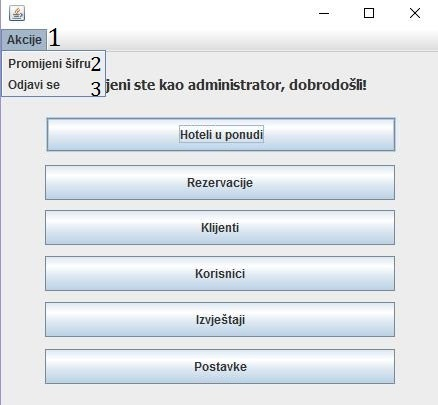 Akcije 1
Promijeni šifru 2
Odjavi se 3
jeni ste kao administrator, dobrodošli!
Hoteli u ponudi
Rezervacije
Klijenti
Korisnici
Izvještaji
Postavke